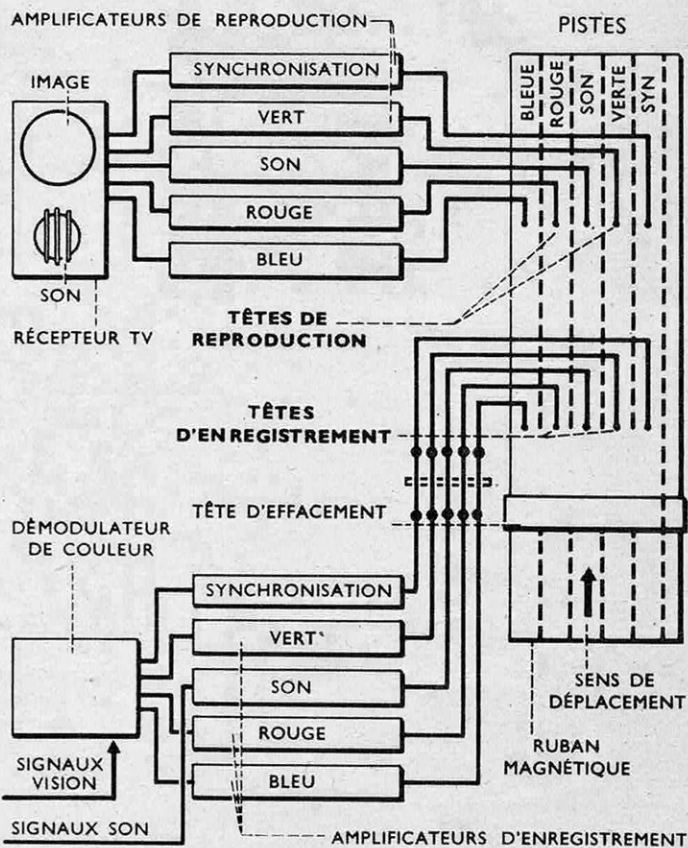 AMPLIFICATEURS DE REPRODUCTION
PISTES
IMAGE
SYNCHRONISATION
VERT
SON
ROUGE
BLEU
BLEUE
ROUGE
SON
VERTE
SYN
SON
RÉCEPTEUR TV
TÊTES DE
REPRODUCTION
TÊTES
D'ENREGISTREMENT
TÊTE D'EFFACEMENT
DÉMODULATEUR
DE COULEUR
SYNCHRONISATION
VERT
SON
ROUGE
BLEU
SENS DE
DÉPLACEMENT
RUBAN
MAGNÉTIQUE
SIGNAUX
VISION
SIGNAUX SON
AMPLIFICATEURS D'ENREGISTREMENT